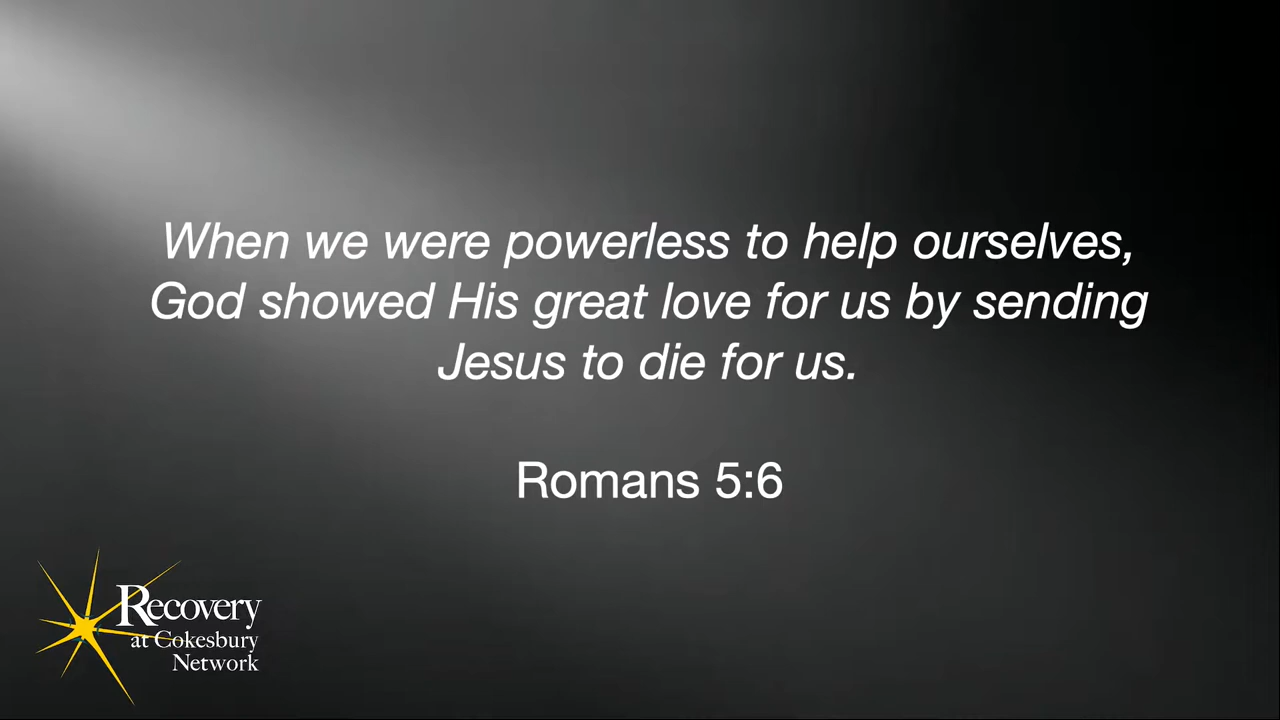 When we were powerless to help ourselves,
God showed His great love for us by sending
Jesus to die for us.
Romans 5:6
Recovery
at Cokesbury
Network